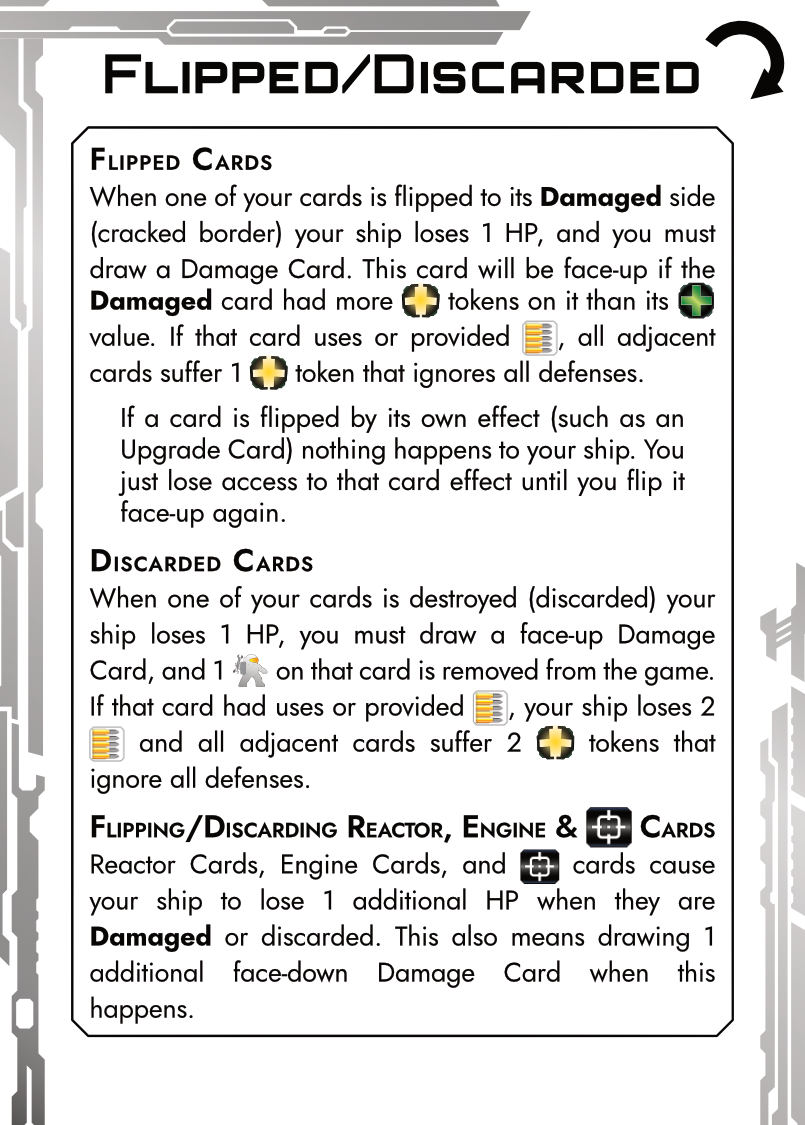 FLIPPED/DISCARDED
FLIPPED CARDS
When one of your cards is flipped to its Damaged side
(cracked border) your ship loses 1 HP, and you must
draw a Damage Card. This card will be face-up if the
Damaged card had more tokens on it than its
value. If that card uses or provided , all adjacent
cards suffer 1 token that ignores all defenses.
If a card is flipped by its own effect (such as an
Upgrade Card) nothing happens to your ship. You
just lose access to that card effect until you flip it
face-up again.
DISCARDED CARDS
When one of your cards is destroyed (discarded) your
ship loses 1 HP, you must draw a face-up Damage
Card, and 1 on that card is removed from the game.
If that card had uses or provided , your ship loses 2
and all adjacent cards suffer 2 tokens that
ignore all defenses.
FLIPPING/DISCARDING REACTOR, ENGINE & CARDS
Reactor Cards, Engine Cards, and cards cause
your ship to lose 1 additional HP when they are
Damaged or discarded. This also means drawing 1
additional face-down Damage Card when this
happens.